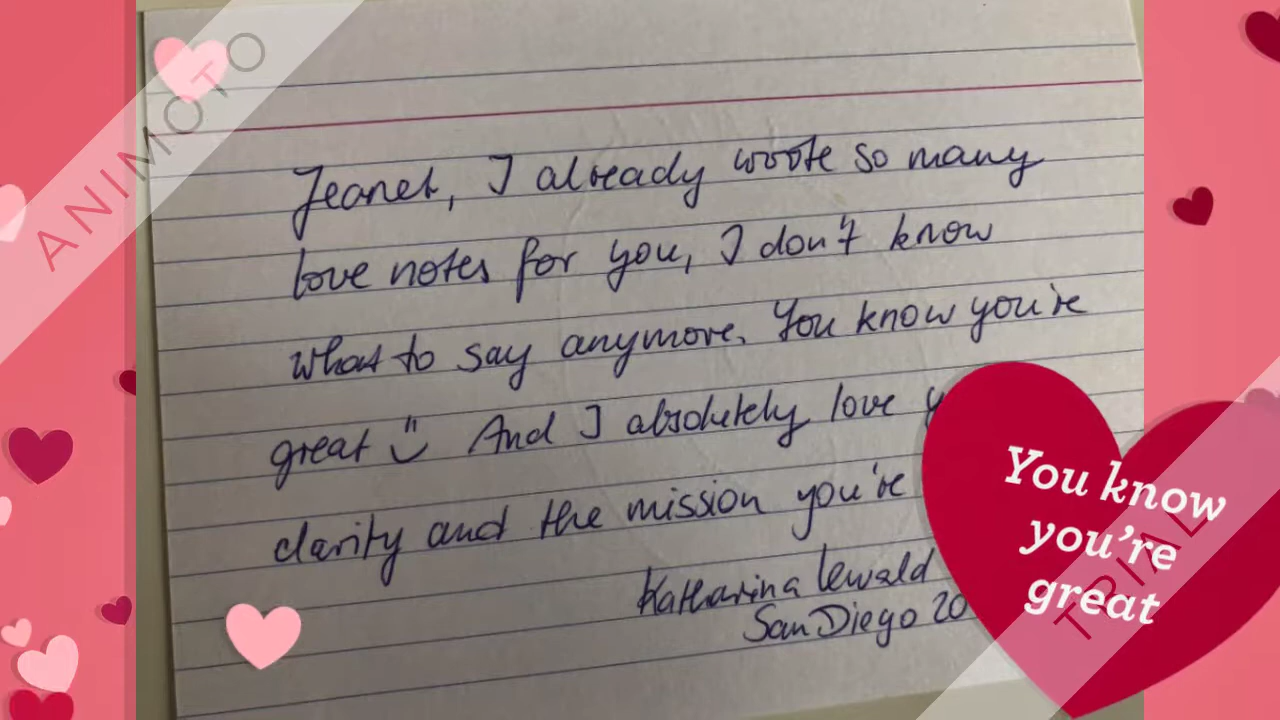 ANIMOTO
Jeanet, I already wrote so many
love notes for you, I don't know
what to say anymore. You know you're
great And I absolutely love
clarity and the mission you're
Katharina Lewald
San Diego 20
You know
you're
great
TRIAL